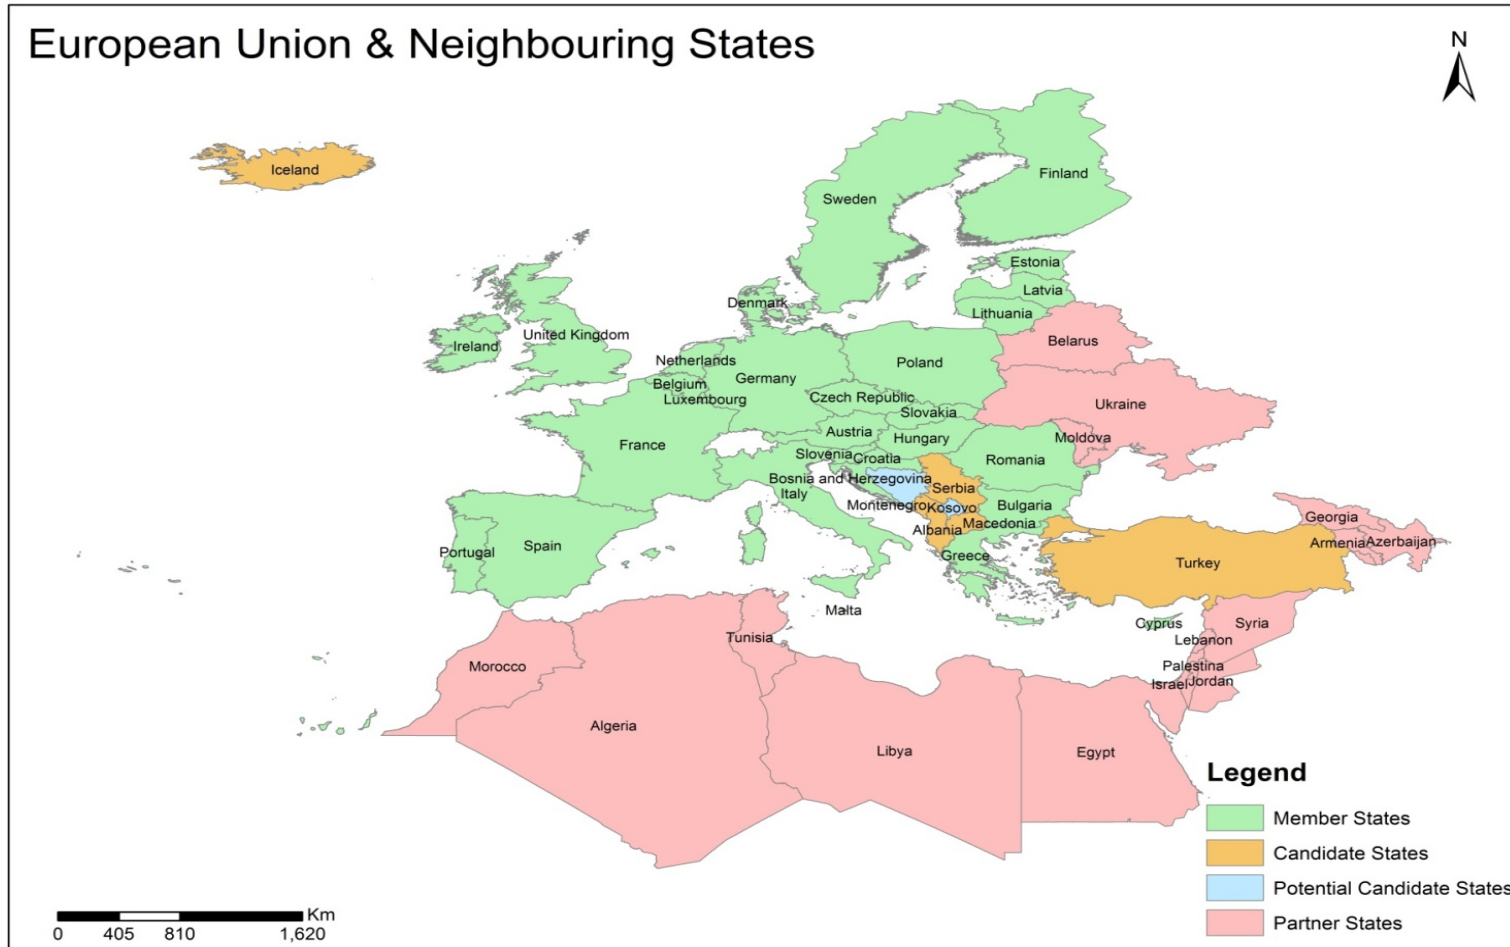 European Union & Neighbouring States
N
Iceland
Finland
Sweden
Estonia
Latvia
Denmark
Lithuania
United Kingdom
Ireland
Belarus
Netherlands
Poland
Germany
Belgium
Luxembourg
Czech Republic
Ukraine
Slovakia
Austria
Hungary
Moldova
France
Slovenia
Croatia
Romania
Bosnia and Herzegovina
Serbia
Italy
Montenegro
Kosovo
Bulgaria
Macedonia
Georgia
Albania
Armenia
Azerbaijan
Portugal
Spain
Greece
Turkey
Malta
Cyprus
Syria
Tunisia
Lebanon
Morocco
Palestina
Israel
Jordan
Algeria
Libya
Egypt
Legend
Member States
Candidate States
Potential Candidate States
Partner States
Km
0 405 810 1,620